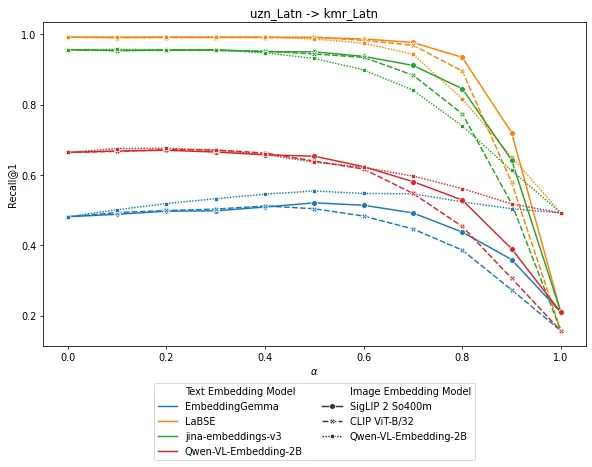 uzn_Latn -> kmr_Latn
Recall@1
1.0
0.8
0.6
0.4
0.2
0.0 0.2 0.4 0.6 0.8 1.0
α
Text Embedding Model Image Embedding Model
EmbeddingGemma SigLIP 2 So400m
LaBSE CLIP ViT-B/32
jina-embeddings-v3 Qwen-VL-Embedding-2B
Qwen-VL-Embedding-2B